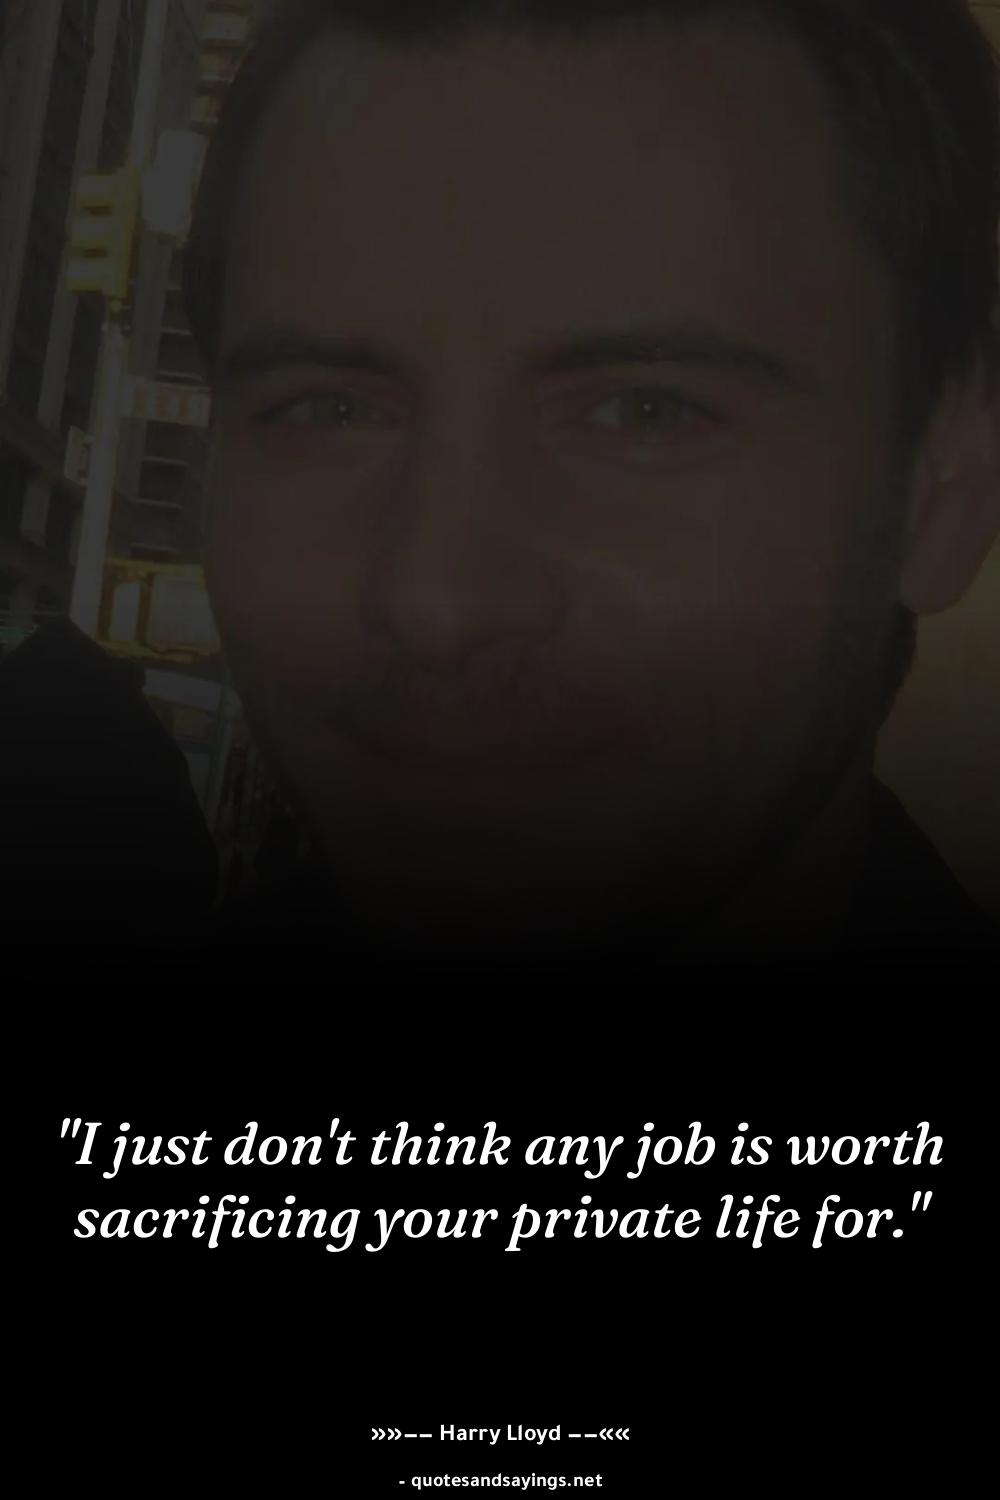 "I just don't think any job is worth
sacrificing your private life for."
»»−− Harry Lloyd −−««
- quotesandsayings.net